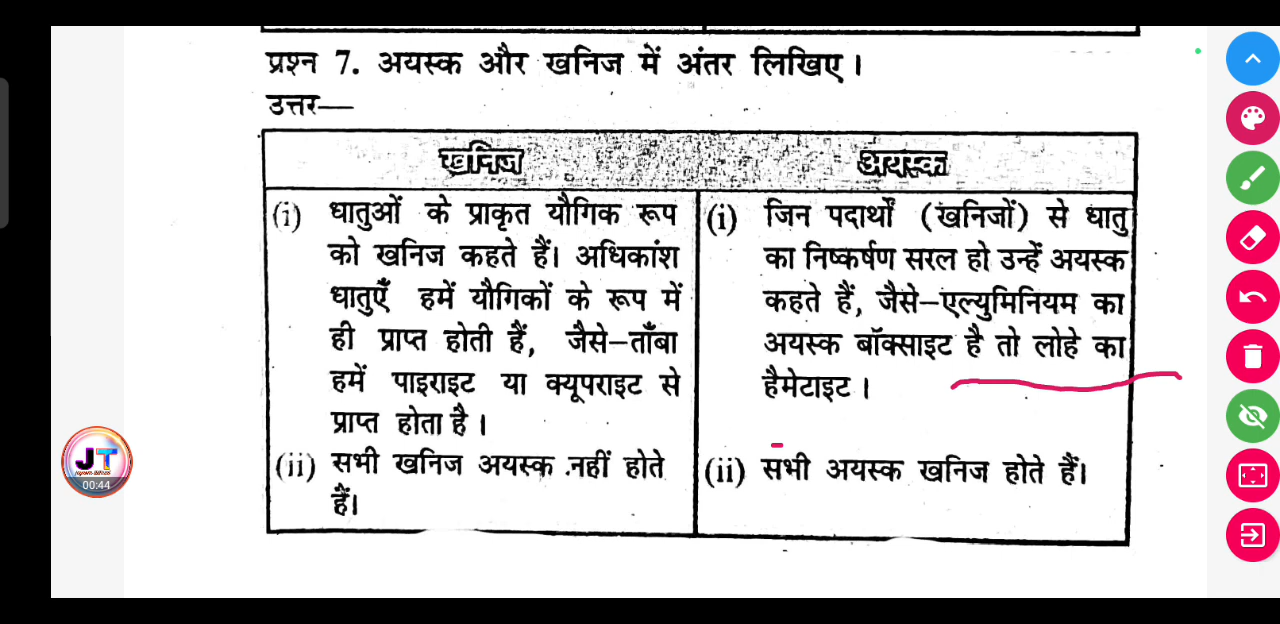 प्रश्न 7. अयस्क और खनिज में अंतर लिखिए।
उत्तर—
खनिज
अयस्क
(i) धातुओं के प्राकृत यौगिक रूप
को खनिज कहते हैं। अधिकांश
धातुएँ हमें यौगिकों के रूप में
ही प्राप्त होती हैं, जैसे–ताँबा
हमें पाइराइट या क्यूपराइट से
प्राप्त होता है।
(ii) सभी खनिज अयस्क नहीं होते
हैं।
(i) जिन पदार्थों (खनिजों) से धातु
का निष्कर्षण सरल हो उन्हें अयस्क
कहते हैं, जैसे–एल्युमिनियम का
अयस्क बॉक्साइट है तो लोहे का
हैमेटाइट।
(ii) सभी अयस्क खनिज होते हैं।
JT
00:44